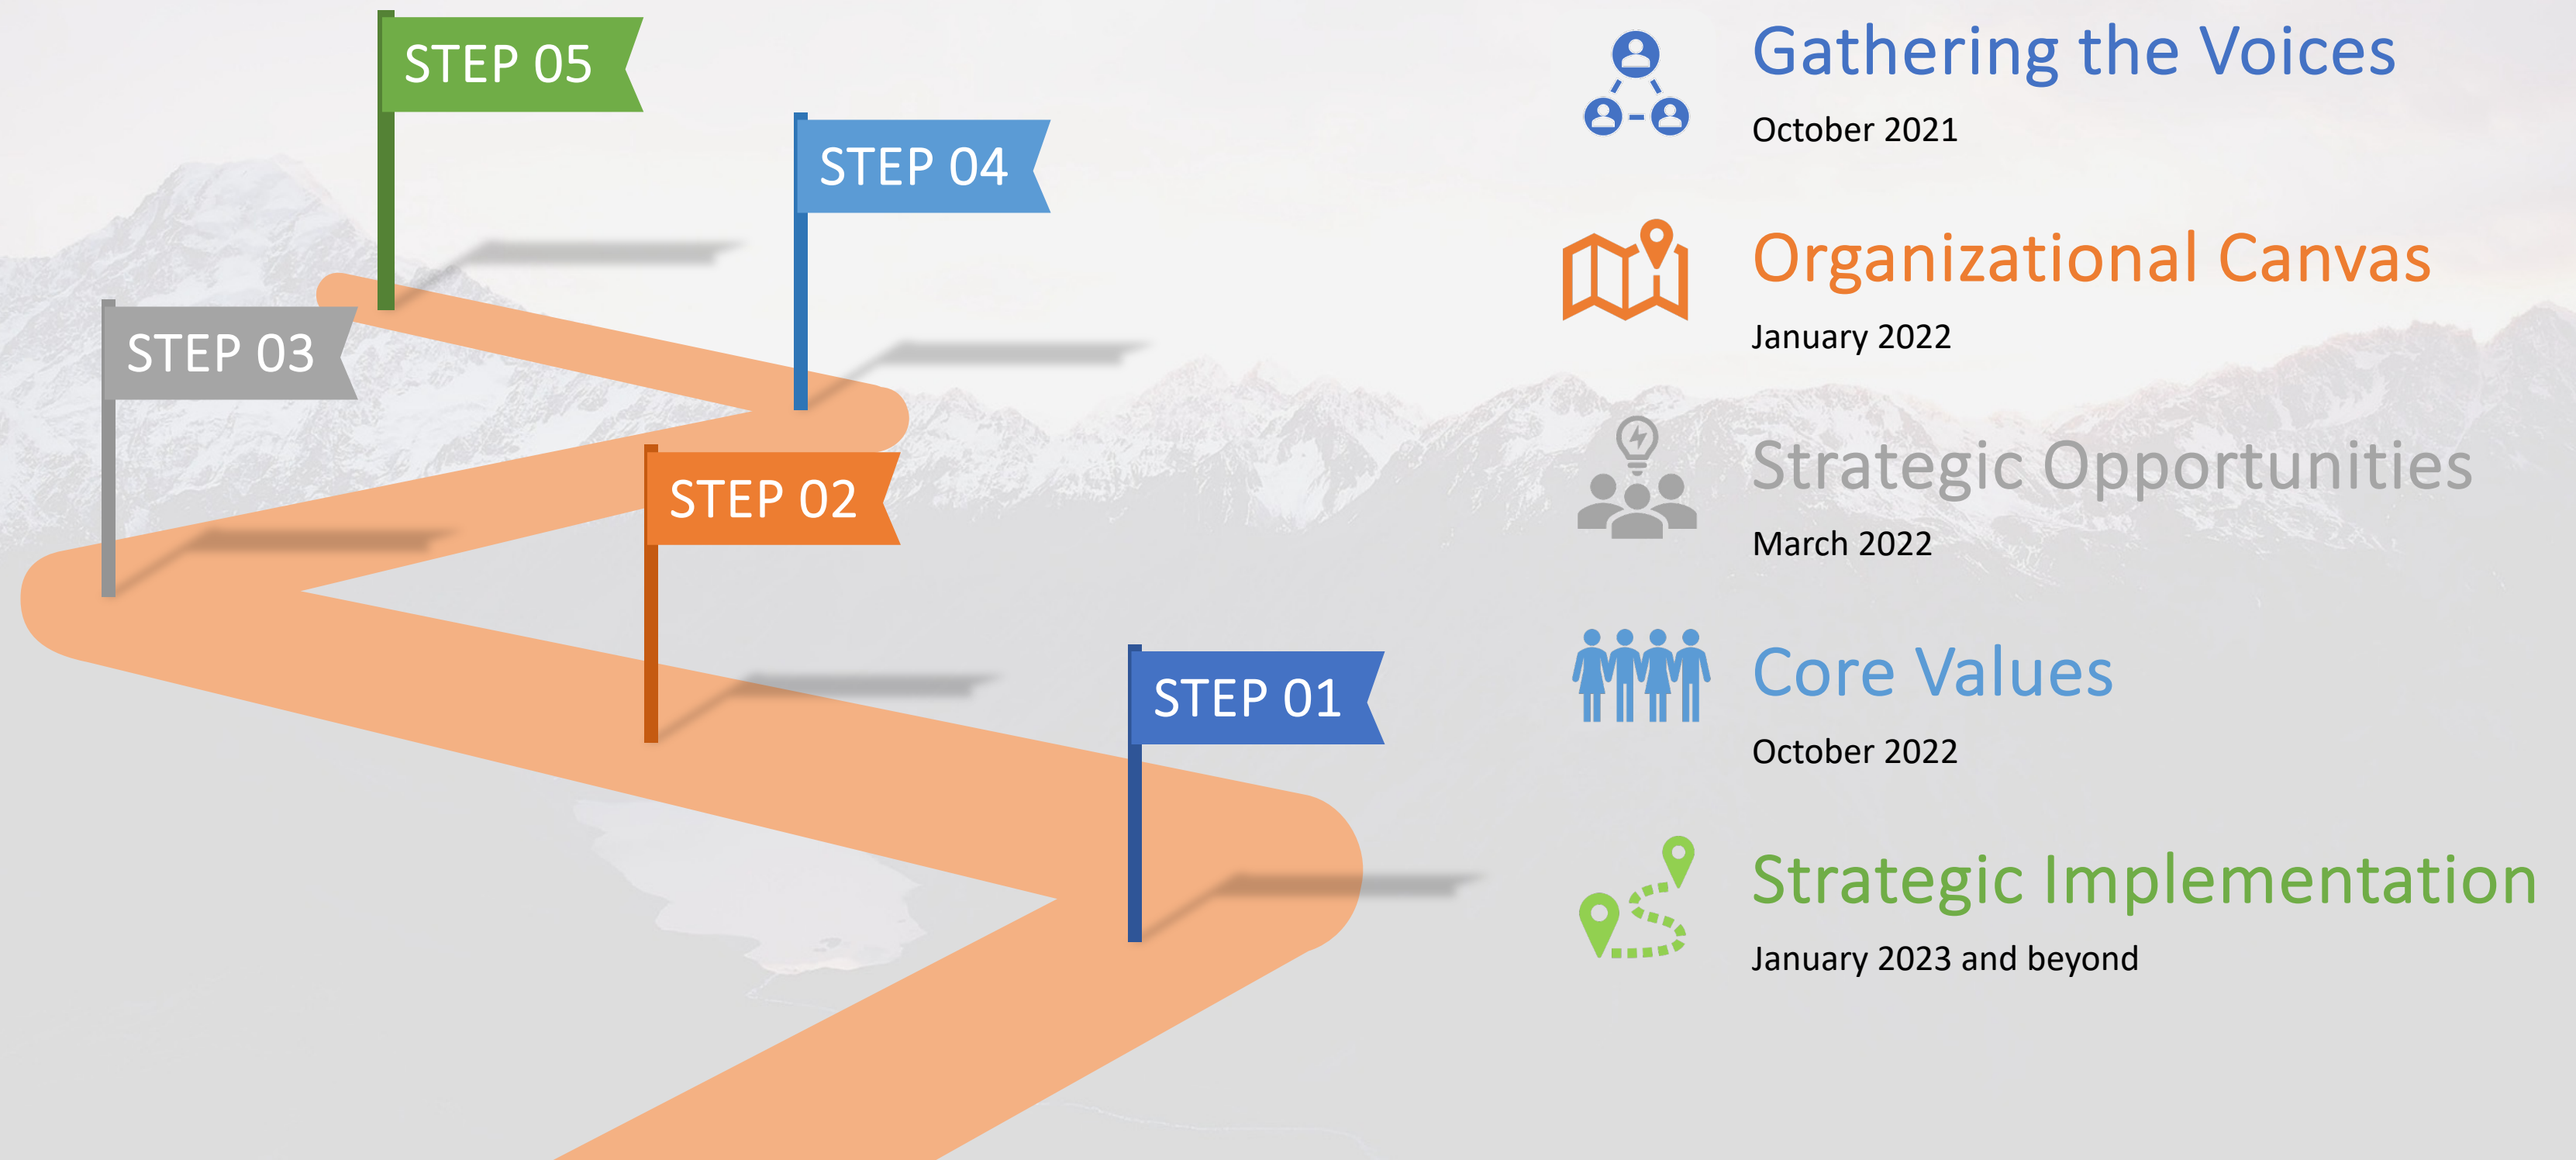 STEP 05
STEP 04
STEP 03
STEP 02
STEP 01
Gathering the Voices
October 2021
Organizational Canvas
January 2022
Strategic Opportunities
March 2022
Core Values
October 2022
Strategic Implementation
January 2023 and beyond